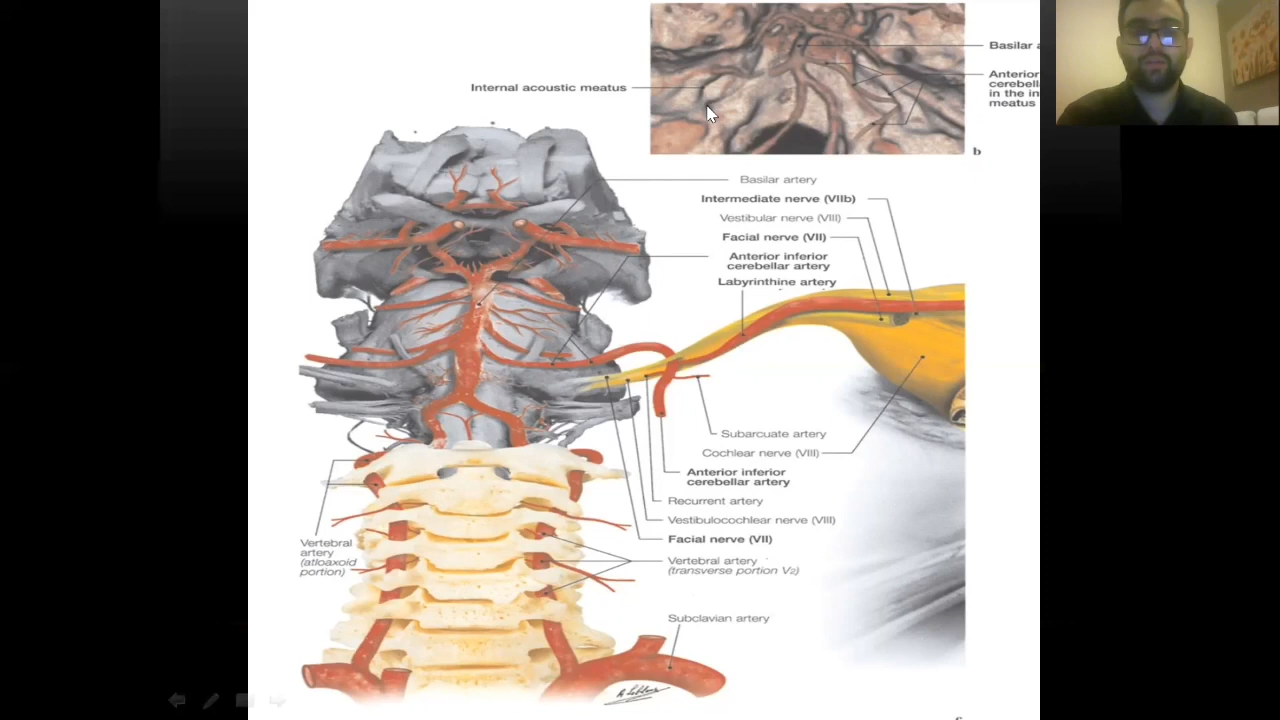 Basilar
Internal acoustic meatus
Anterior
cerebell
in the in
meatus
b
Basilar artery
Intermediate nerve (VIIb)
Vestibular nerve (VIII)
Facial nerve (VII)
Anterior inferior
cerebellar artery
Labyrinthine artery
Subarcuate artery
Cochlear nerve (VIII)
Anterior inferior
cerebellar artery
Recurrent artery
Vestibulocochlear nerve (VIII)
Facial nerve (VII)
Vertebral
artery
(atloaxoid
portion)
Vertebral artery
(transverse portion V2)
Subclavian artery